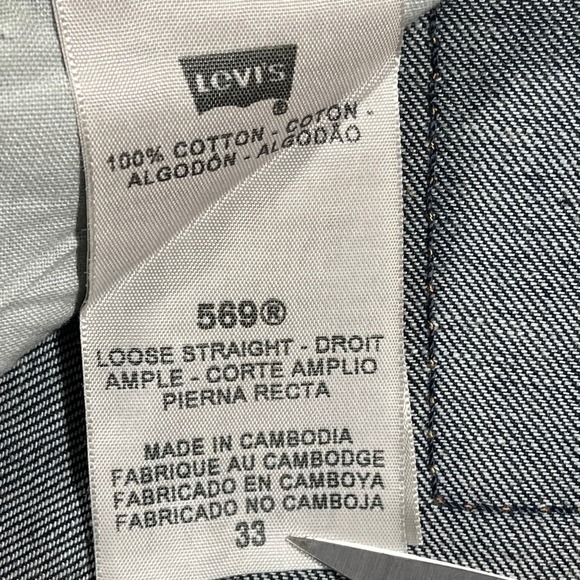 Levi's ®
100% COTTON - COTON -
ALGODÓN - ALGODÃO
569®
LOOSE STRAIGHT - DROIT
AMPLE - CORTE AMPLIO
PIERNA RECTA
MADE IN CAMBODIA
FABRIQUE AU CAMBODGE
FABRICADO EN CAMBOYA
FABRICADO NO CAMBOJA
33